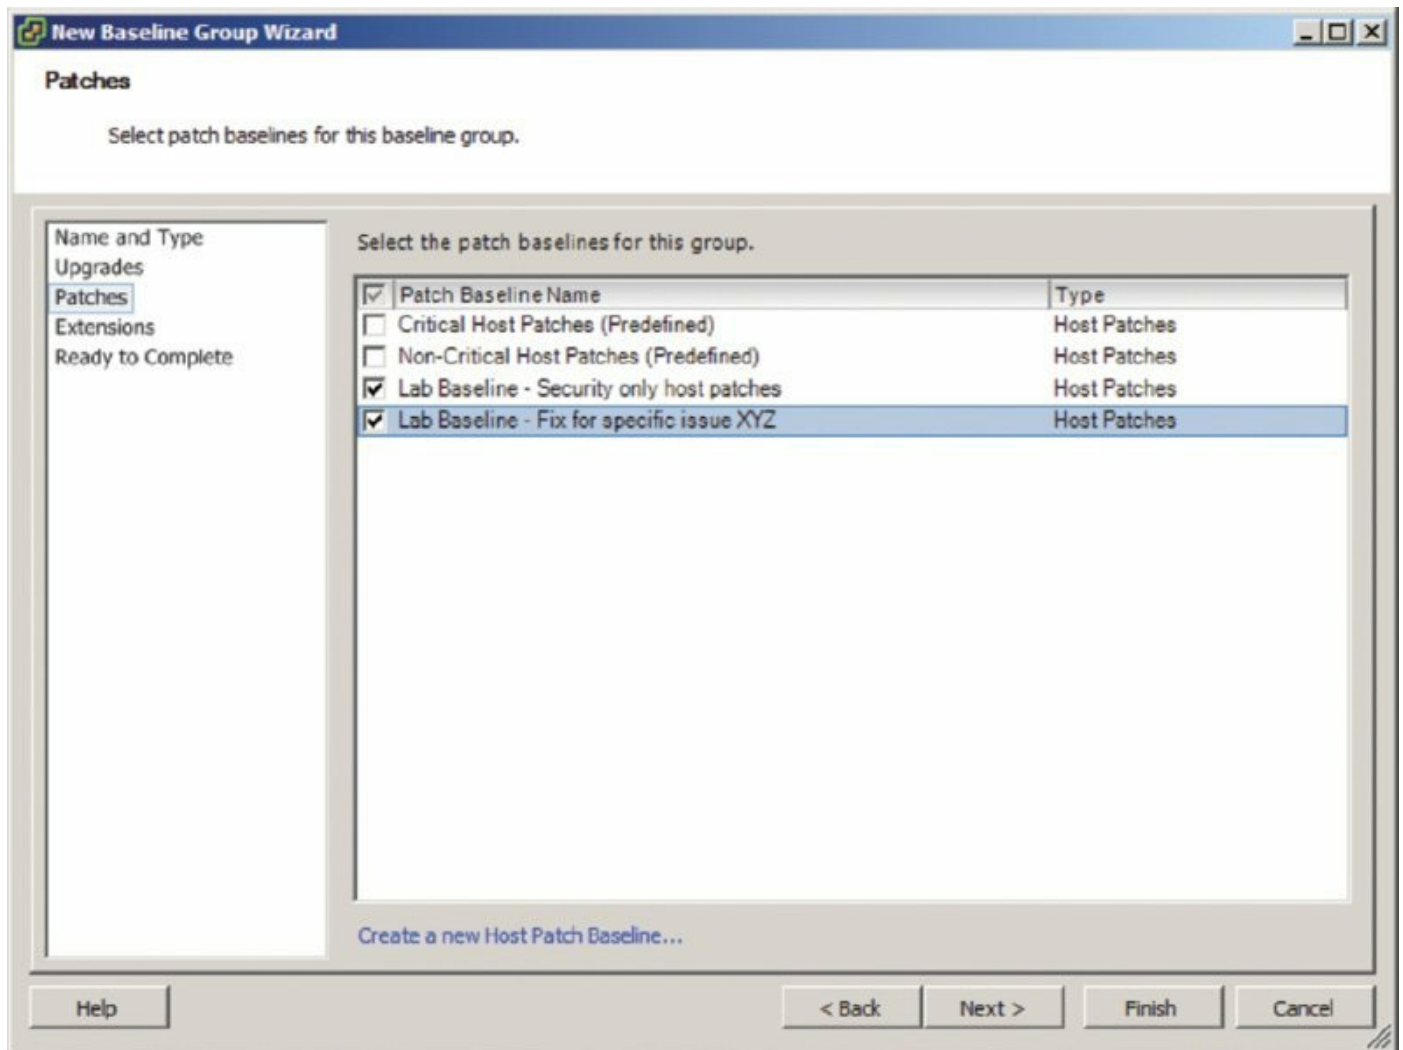 New Baseline Group Wizard
Patches
Select patch baselines for this baseline group.
Name and Type
Upgrades
Patches
Extensions
Ready to Complete
Select the patch baselines for this group.
Patch Baseline Name Type
Critical Host Patches (Predefined) Host Patches
Non-Critical Host Patches (Predefined) Host Patches
Lab Baseline - Security only host patches Host Patches
Lab Baseline - Fix for specific issue XYZ Host Patches
Create a new Host Patch Baseline...
Help < Back Next > Finish Cancel